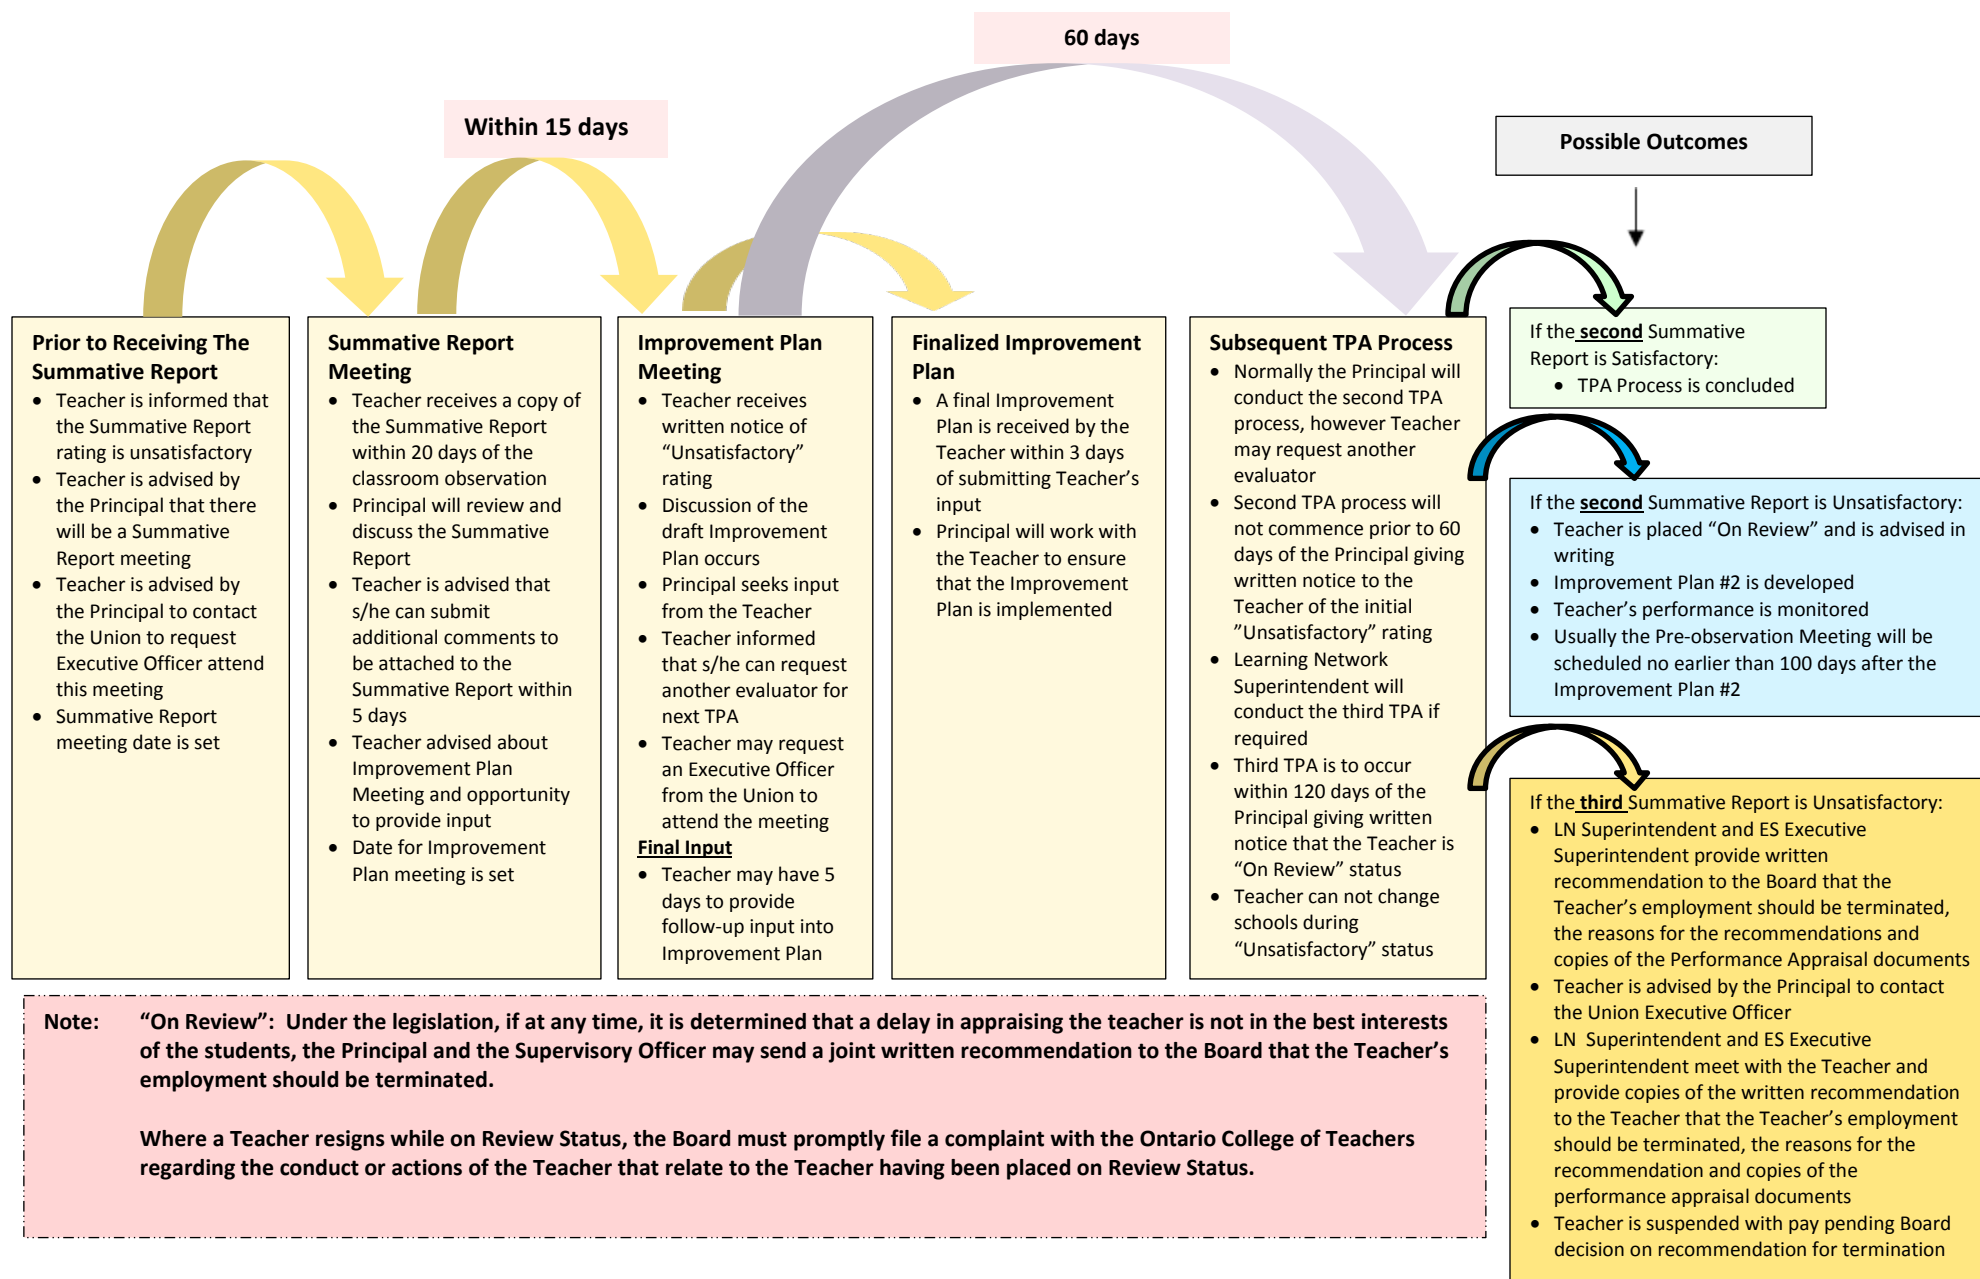 60 days
Within 15 days
Possible Outcomes
Prior to Receiving The
Summative Report
• Teacher is informed that
the Summative Report
rating is unsatisfactory
• Teacher is advised by
the Principal that there
will be a Summative
Report meeting
• Teacher is advised by
the Principal to contact
the Union to request
Executive Officer attend
this meeting
• Summative Report
meeting date is set
Summative Report
Meeting
• Teacher receives a copy of
the Summative Report
within 20 days of the
classroom observation
• Principal will review and
discuss the Summative
Report
• Teacher is advised that
s/he can submit
additional comments to
be attached to the
Summative Report within
5 days
• Teacher advised about
Improvement Plan
Meeting and opportunity
to provide input
• Date for Improvement
Plan meeting is set
Improvement Plan
Meeting
• Teacher receives
written notice of
“Unsatisfactory”
rating
• Discussion of the
draft Improvement
Plan occurs
• Principal seeks input
from the Teacher
• Teacher informed
that s/he can request
another evaluator for
next TPA
• Teacher may request
an Executive Officer
from the Union to
attend the meeting
Final Input
• Teacher may have 5
days to provide
follow-up input into
Improvement Plan
Finalized Improvement
Plan
• A final Improvement
Plan is received by the
Teacher within 3 days
of submitting Teacher’s
input
• Principal will work with
the Teacher to ensure
that the Improvement
Plan is implemented
Subsequent TPA Process
• Normally the Principal will
conduct the second TPA
process, however Teacher
may request another
evaluator
• Second TPA process will
not commence prior to 60
days of the Principal giving
written notice to the
Teacher of the initial
”Unsatisfactory” rating
• Learning Network
Superintendent will
conduct the third TPA if
required
• Third TPA is to occur
within 120 days of the
Principal giving written
notice that the Teacher is
“On Review” status
• Teacher can not change
schools during
“Unsatisfactory” status
If the second Summative
Report is Satisfactory:
• TPA Process is concluded
If the second Summative Report is Unsatisfactory:
• Teacher is placed “On Review” and is advised in
writing
• Improvement Plan #2 is developed
• Teacher’s performance is monitored
• Usually the Pre-observation Meeting will be
scheduled no earlier than 100 days after the
Improvement Plan #2
If the third Summative Report is Unsatisfactory:
• LN Superintendent and ES Executive
Superintendent provide written
recommendation to the Board that the
Teacher’s employment should be terminated,
the reasons for the recommendations and
copies of the Performance Appraisal documents
• Teacher is advised by the Principal to contact
the Union Executive Officer
• LN Superintendent and ES Executive
Superintendent meet with the Teacher and
provide copies of the written recommendation
to the Teacher that the Teacher’s employment
should be terminated, the reasons for the
recommendation and copies of the
performance appraisal documents
• Teacher is suspended with pay pending Board
decision on recommendation for termination
Note: “On Review”: Under the legislation, if at any time, it is determined that a delay in appraising the teacher is not in the best interests
of the students, the Principal and the Supervisory Officer may send a joint written recommendation to the Board that the Teacher’s
employment should be terminated.
Where a Teacher resigns while on Review Status, the Board must promptly file a complaint with the Ontario College of Teachers
regarding the conduct or actions of the Teacher that relate to the Teacher having been placed on Review Status.